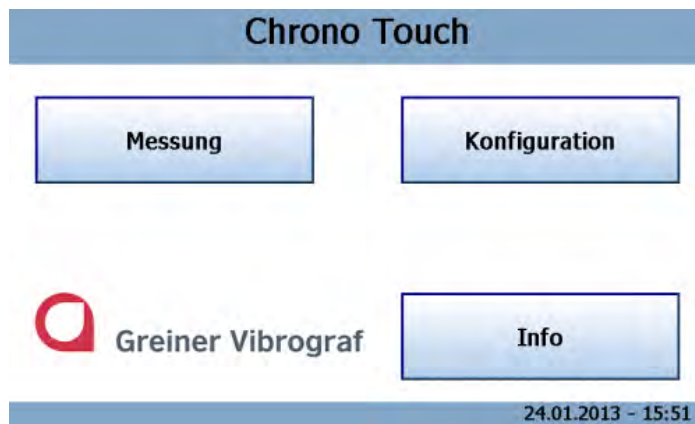 Chrono Touch
Messung
Konfiguration
Greiner Vibrograf
Info
24.01.2013 - 15:51